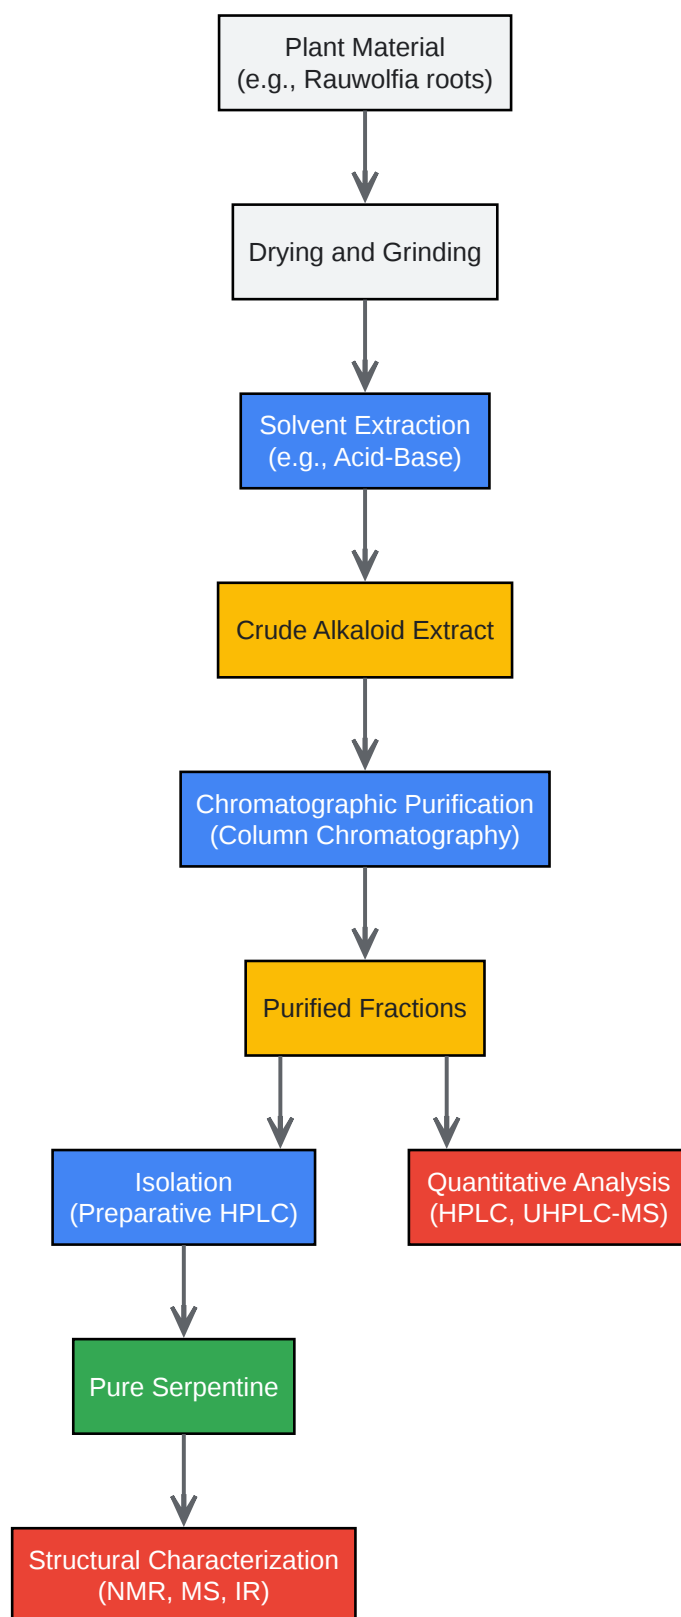 Plant Material
(e.g., Rauwolfia roots)
Drying and Grinding
Solvent Extraction
(e.g., Acid-Base)
Crude Alkaloid Extract
Chromatographic Purification
(Column Chromatography)
Purified Fractions
Isolation
(Preparative HPLC)
Quantitative Analysis
(HPLC, UHPLC-MS)
Pure Serpentine
Structural Characterization
(NMR, MS, IR)